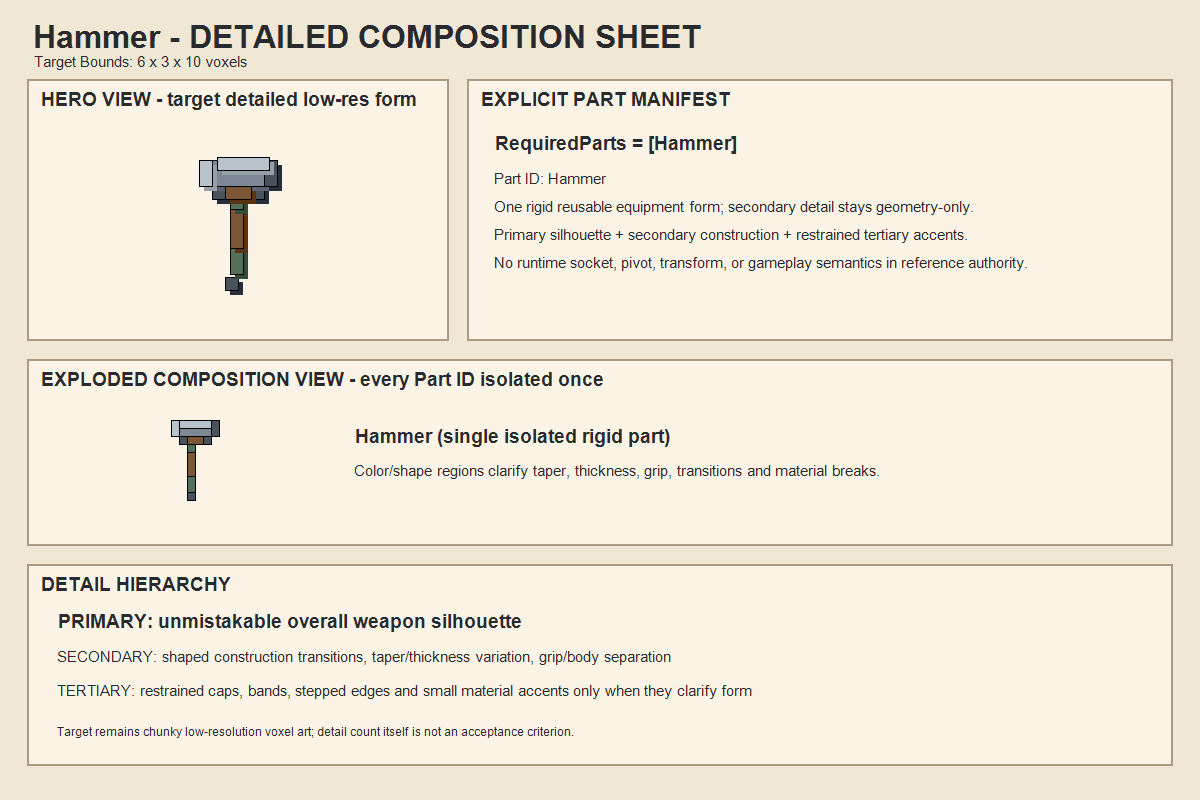 Hammer - DETAILED COMPOSITION SHEET
Target Bounds: 6 x 3 x 10 voxels
HERO VIEW - target detailed low-res form
EXPLICIT PART MANIFEST
RequiredParts = [Hammer]
Part ID: Hammer
One rigid reusable equipment form; secondary detail stays geometry-only.
Primary silhouette + secondary construction + restrained tertiary accents.
No runtime socket, pivot, transform, or gameplay semantics in reference authority.
EXPLODED COMPOSITION VIEW - every Part ID isolated once
Hammer (single isolated rigid part)
Color/shape regions clarify taper, thickness, grip, transitions and material breaks.
DETAIL HIERARCHY
PRIMARY: unmistakable overall weapon silhouette
SECONDARY: shaped construction transitions, taper/thickness variation, grip/body separation
TERTIARY: restrained caps, bands, stepped edges and small material accents only when they clarify form
Target remains chunky low-resolution voxel art; detail count itself is not an acceptance criterion.